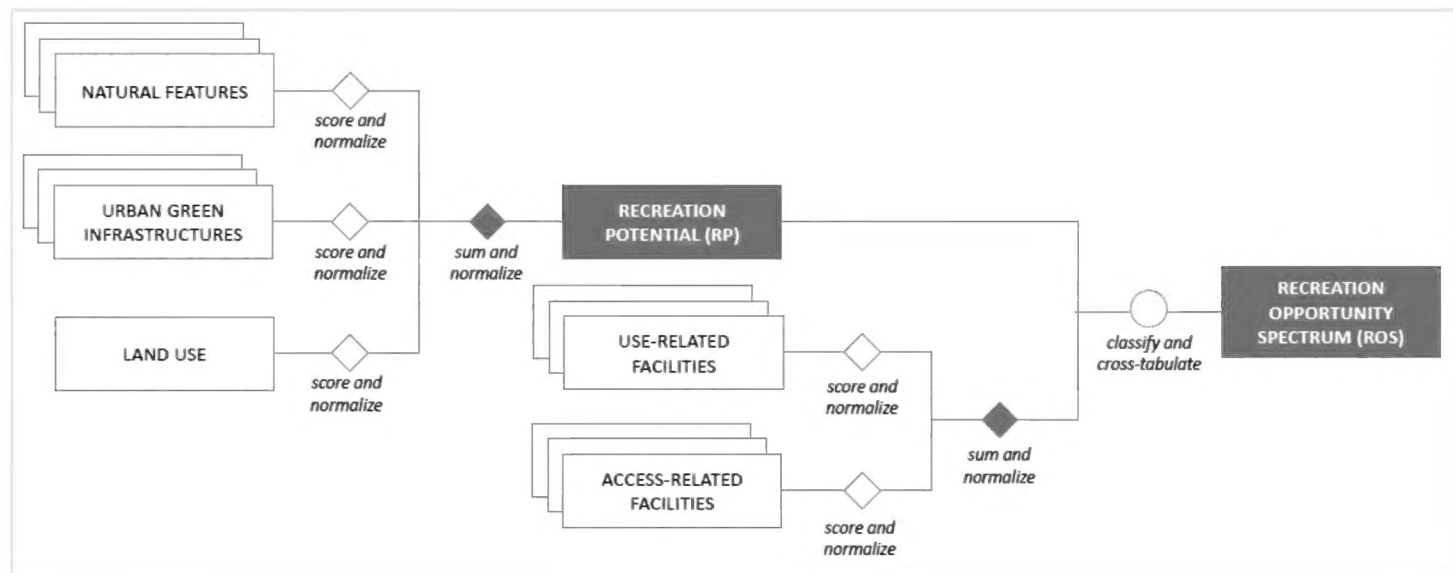 NATURAL FEATURES
score and
normalize
URBAN GREEN
INFRASTRUCTURES
score and
normalize
sum and
normalize
RECREATION
POTENTIAL (RP)
LAND USE
score and
normalize
USE-RELATED
FACILITIES
score and
normalize
ACCESS-RELATED
FACILITIES
score and
normalize
sum and
normalize
classify and
cross-tabulate
RECREATION
OPPORTUNITY
SPECTRUM (ROS)